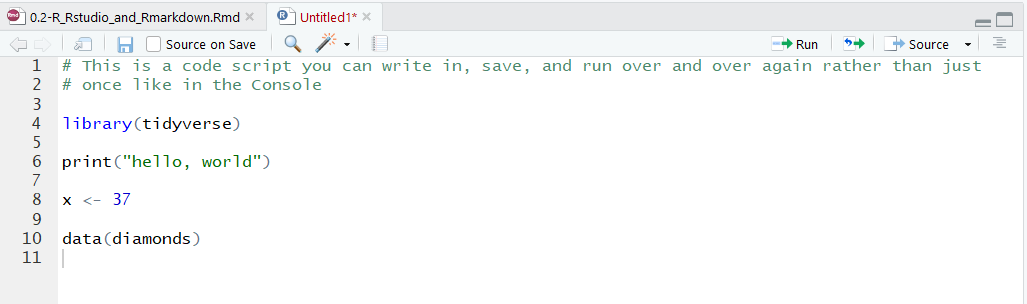 0.2-R_Rstudio_and_Rmarkdown.Rmd Untitled1*
Source on Save Run Source
1 # This is a code script you can write in, save, and run over and over again rather than just
2 # once like in the Console
3
4 library(tidyverse)
5
6 print("hello, world")
7
8 x <- 37
9
10 data(diamonds)
11